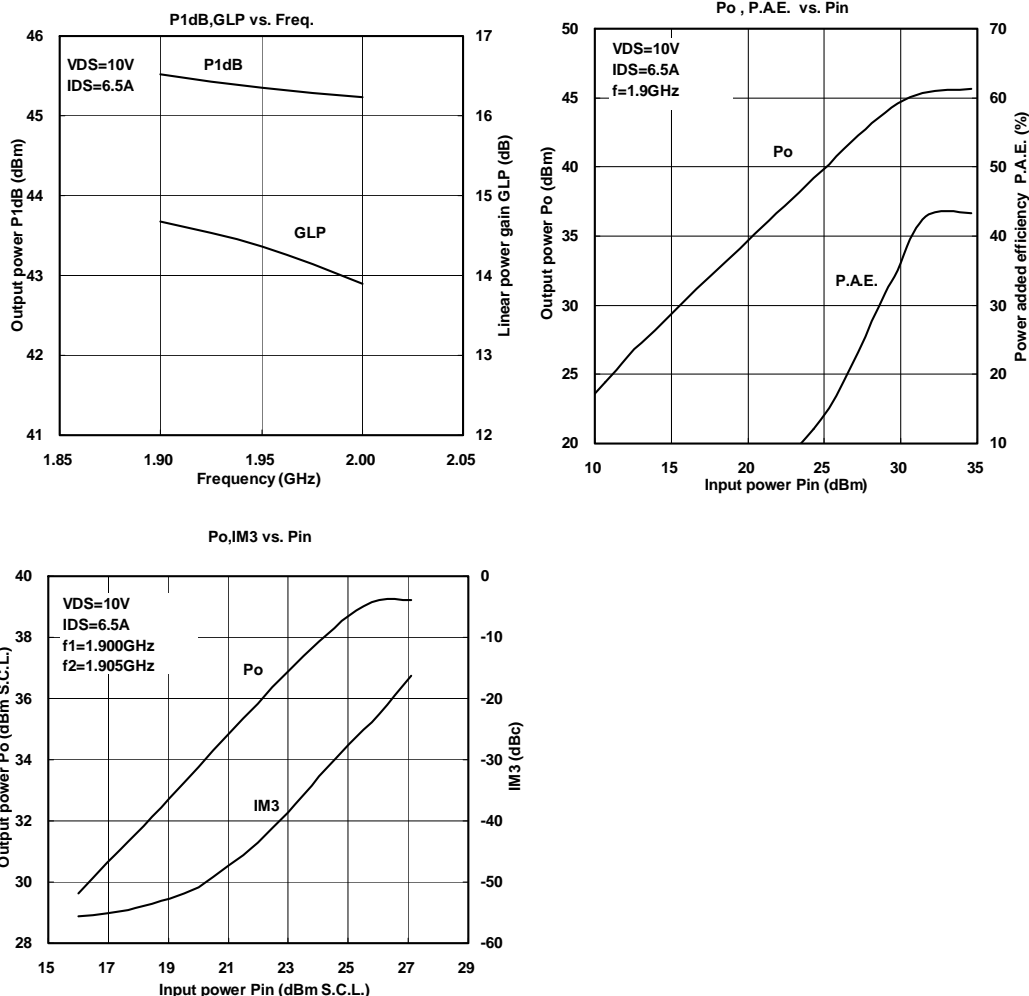 P1dB,GLP vs. Freq.
46
45
44
43
42
41
Output power P1dB (dBm)
VDS=10V
IDS=6.5A
P1dB
GLP
17
16
15
14
13
12
Linear power gain GLP (dB)
1.85
1.90
1.95
2.00
2.05
Frequency (GHz)
Po , P.A.E. vs. Pin
50
45
40
35
30
25
20
Output power Po (dBm)
VDS=10V
IDS=6.5A
f=1.9GHz
Po
P.A.E.
70
60
50
40
30
20
10
Power added efficiency P.A.E. (%)
10
15
20
25
30
35
Input power Pin (dBm)
Po,IM3 vs. Pin
40
38
36
34
32
30
28
Output power Po (dBm S.C.L.)
VDS=10V
IDS=6.5A
f1=1.900GHz
f2=1.905GHz
Po
IM3
0
-10
-20
-30
-40
-50
-60
IM3 (dBc)
15
17
19
21
23
25
27
29
Input power Pin (dBm S.C.L.)